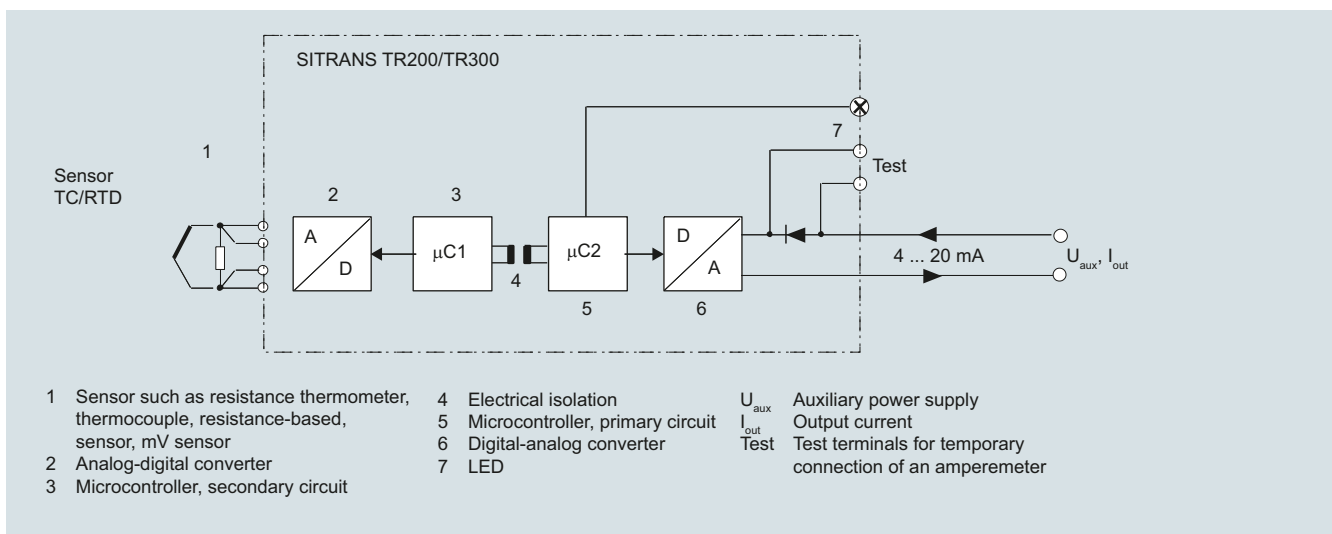 SITRANS TR200/TR300
1
Sensor
TC/RTD
2
3
4
5
6
7
A
D
μC1
μC2
D
A
Test
4 ... 20 mA
Uaux, Iout
1 Sensor such as resistance thermometer,
thermocouple, resistance-based,
sensor, mV sensor
2 Analog-digital converter
3 Microcontroller, secondary circuit
4 Electrical isolation
5 Microcontroller, primary circuit
6 Digital-analog converter
7 LED
Uaux Auxiliary power supply
Iout Output current
Test Test terminals for temporary
connection of an amperemeter